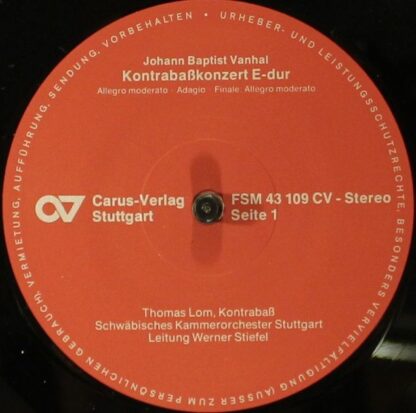 URHEBER- UND LEISTUNGSSCHUTZRECHTE, BESONDERS VERVIELFÄLTIGUNG (AUSSER ZUM PERSÖNLICHEN GEBRAUCH), VERMIETUNG, AUFFÜHRUNG, SENDUNG, VORBEHALTEN •
Johann Baptist Vanhal
Kontrabaßkonzert E-dur
Allegro moderato · Adagio · Finale: Allegro moderato
Carus-Verlag
Stuttgart
FSM 43 109 CV - Stereo
Seite 1
Thomas Lom, Kontrabaß
Schwäbisches Kammerorchester Stuttgart
Leitung Werner Stiefel